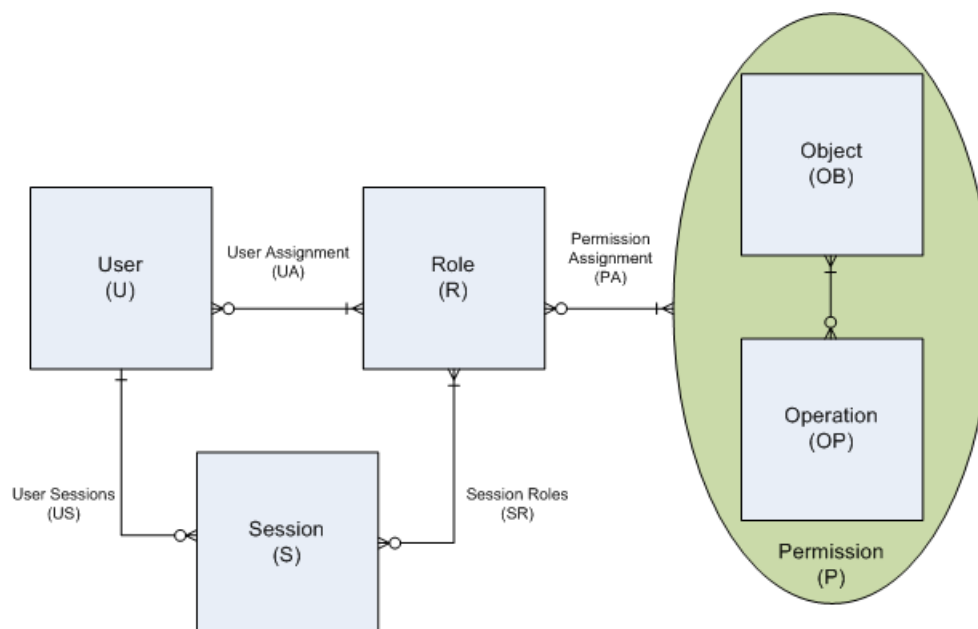 Object
(OB)
User
(U)
User Assignment
(UA)
Role
(R)
Permission
Assignment
(PA)
Operation
(OP)
User Sessions
(US)
Session
(S)
Session Roles
(SR)
Permission
(P)